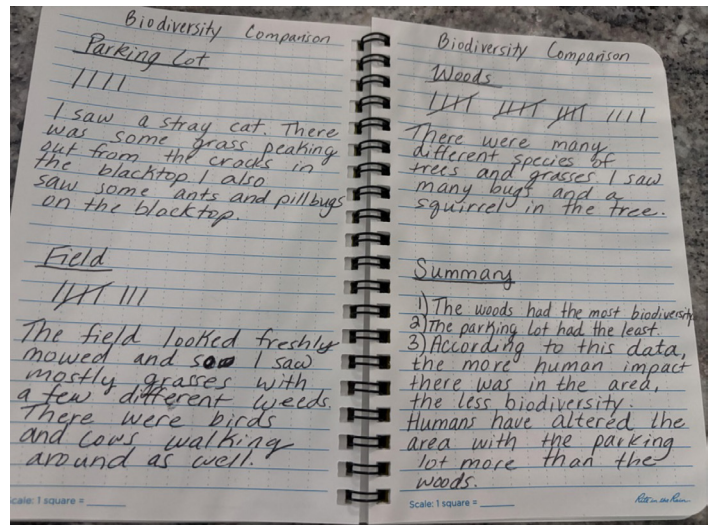 Biodiversity Comparison
Parking Lot
I saw a stray cat. There
was some grass peaking
out from the cracks in
the blacktop. I also
saw some ants and pillbugs
on the blacktop.
Field
The field looked freshly
mowed and so I saw
mostly grasses with
a few different weeds.
There were birds
and cows walking
around as well.
Scale: 1 square =
Biodiversity Comparison
Woods
There were many
different species of
trees and grasses I saw
many bugs and a
squirrel in the tree.
Summary
1) The woods had the most biodiversity
2) The parking lot had the least.
3) According to this data,
the more human impact
there was in the area,
the less biodiversity.
Humans have altered the
area with the parking
lot more than the
woods.
Scale: 1 square =
Rite in the Rain